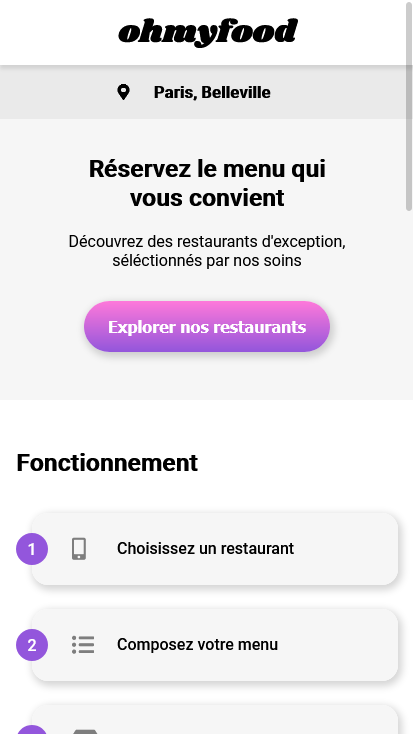 ohmyfood
Paris, Belleville
Réservez le menu qui
vous convient
Découvrez des restaurants d'exception,
séléctionnés par nos soins
Explorer nos restaurants
Fonctionnement
1 Choisissez un restaurant
2 Composez votre menu